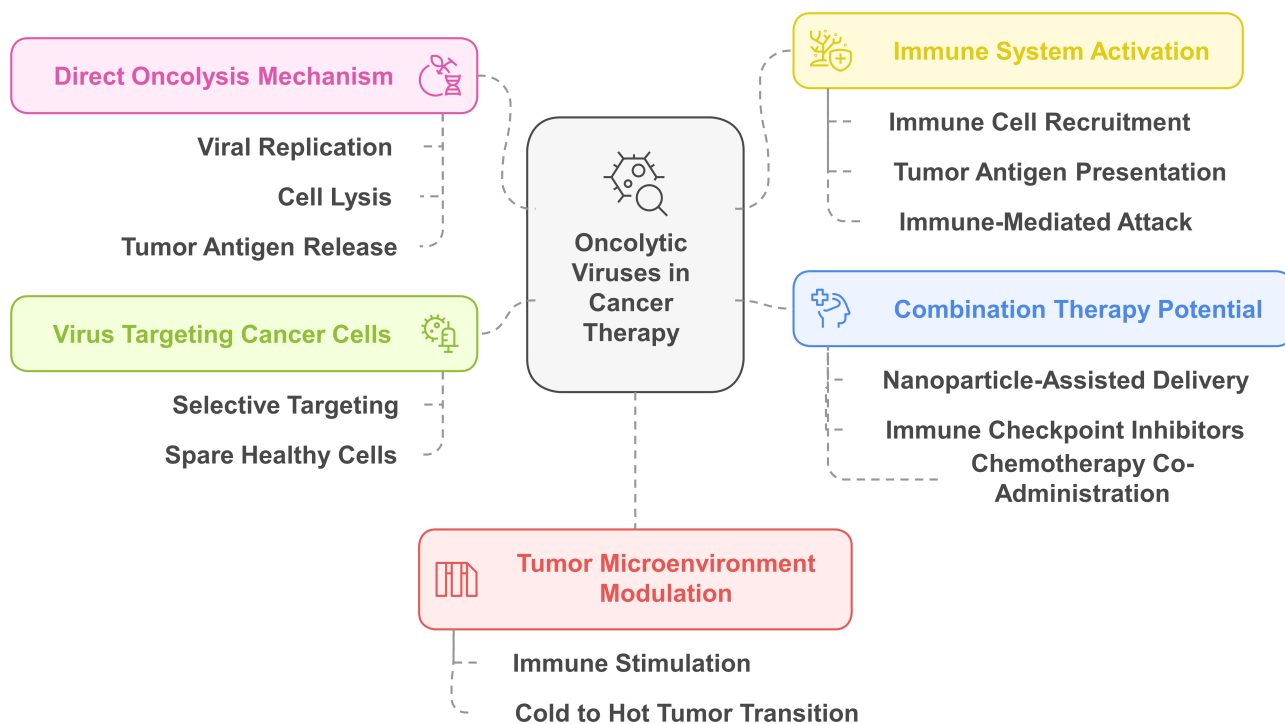 Direct Oncolysis Mechanism
Viral Replication
Cell Lysis
Tumor Antigen Release
Virus Targeting Cancer Cells
Selective Targeting
Spare Healthy Cells
Oncolytic
Viruses in
Cancer
Therapy
Immune System Activation
Immune Cell Recruitment
Tumor Antigen Presentation
Immune-Mediated Attack
Combination Therapy Potential
Nanoparticle-Assisted Delivery
Immune Checkpoint Inhibitors
Chemotherapy Co-
Administration
Tumor Microenvironment
Modulation
Immune Stimulation
Cold to Hot Tumor Transition